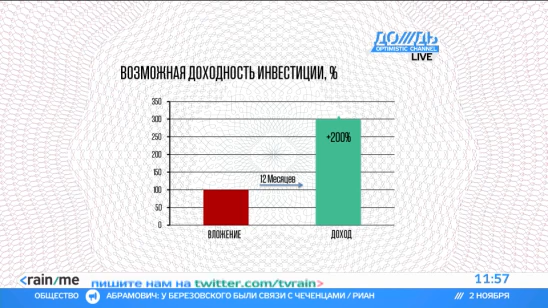 ДОЖДЬ
OPTIMISTIC CHANNEL
LIVE
ВОЗМОЖНАЯ ДОХОДНОСТЬ ИНВЕСТИЦИИ, %
350
300
250
200
150
100
50
0
+200%
12 Месяцев
ВЛОЖЕНИЕ
ДОХОД
<rain/me
пишите нам на twitter.com/tvrain>
11:57
ОБЩЕСТВО
АБРАМОВИЧ: У БЕРЕЗОВСКОГО БЫЛИ СВЯЗИ С ЧЕЧЕНЦАМИ / РИАН
/// 2 НОЯБРЯ